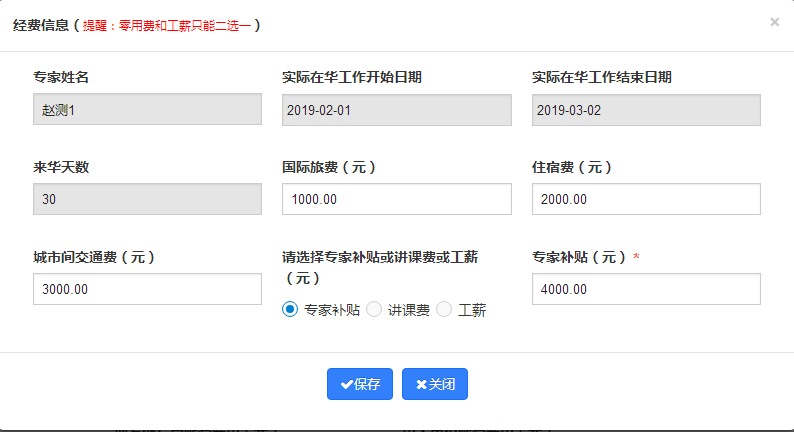 经费信息（提醒：零用费和工薪只能二选一）
×
专家姓名
实际在华工作开始日期
实际在华工作结束日期
赵测1
2019-02-01
2019-03-02
来华天数
国际旅费（元）
住宿费（元）
30
1000.00
2000.00
城市间交通费（元）
请选择专家补贴或讲课费或工薪
（元）
专家补贴（元）*
3000.00
专家补贴 讲课费 工薪
4000.00
保存
关闭